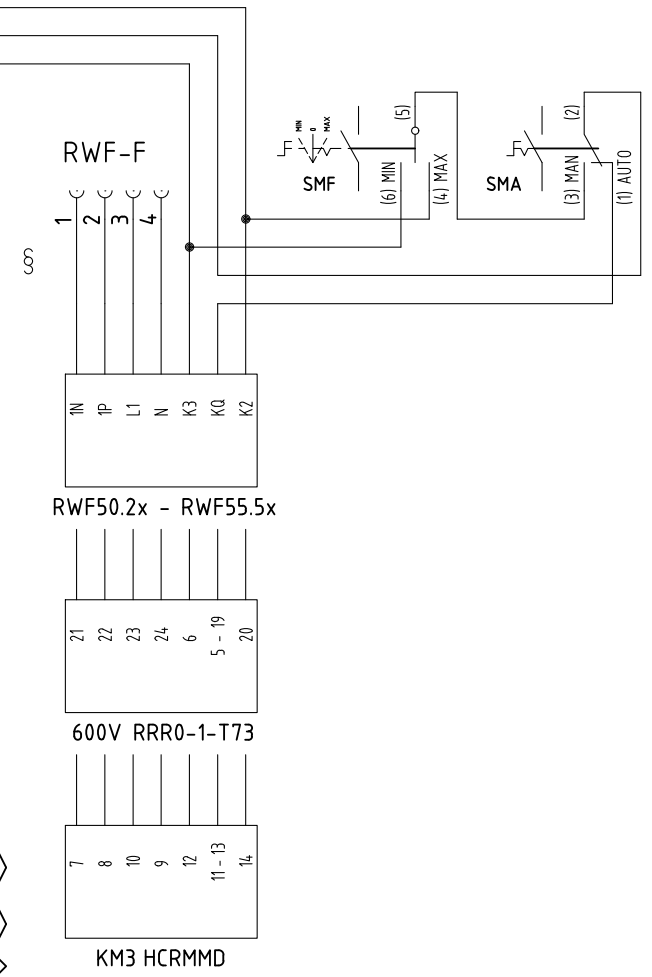 RWF-F
1 2 3 4
MIN 0 MAX
SMF
(5)
(6) MIN
(4) MAX
SMA
(2)
(3) MAN
(1) AUTO
1N 1P L1 N K3 KQ K2
RWF50.2x - RWF55.5x
21 22 23 24 6 5 - 19 20
600V RRR0-1-T73
7 8 10 9 12 11 - 13 14
KM3 HCRMMD